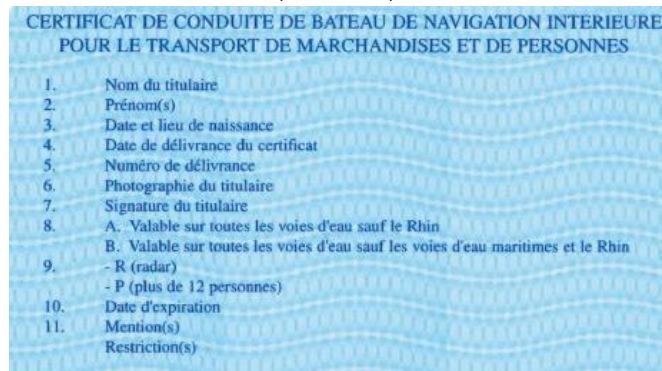 CERTIFICAT DE CONDUITE DE BATEAU DE NAVIGATION INTERIEURE
POUR LE TRANSPORT DE MARCHANDISES ET DE PERSONNES
1. Nom du titulaire
2. Prénom(s)
3. Date et lieu de naissance
4. Date de délivrance du certificat
5. Numéro de délivrance
6. Photographie du titulaire
7. Signature du titulaire
8. A. Valable sur toutes les voies d'eau sauf le Rhin
B. Valable sur toutes les voies d'eau sauf les voies d'eau maritimes et le Rhin
9. - R (radar)
- P (plus de 12 personnes)
10. Date d'expiration
11. Mention(s)
Restriction(s)